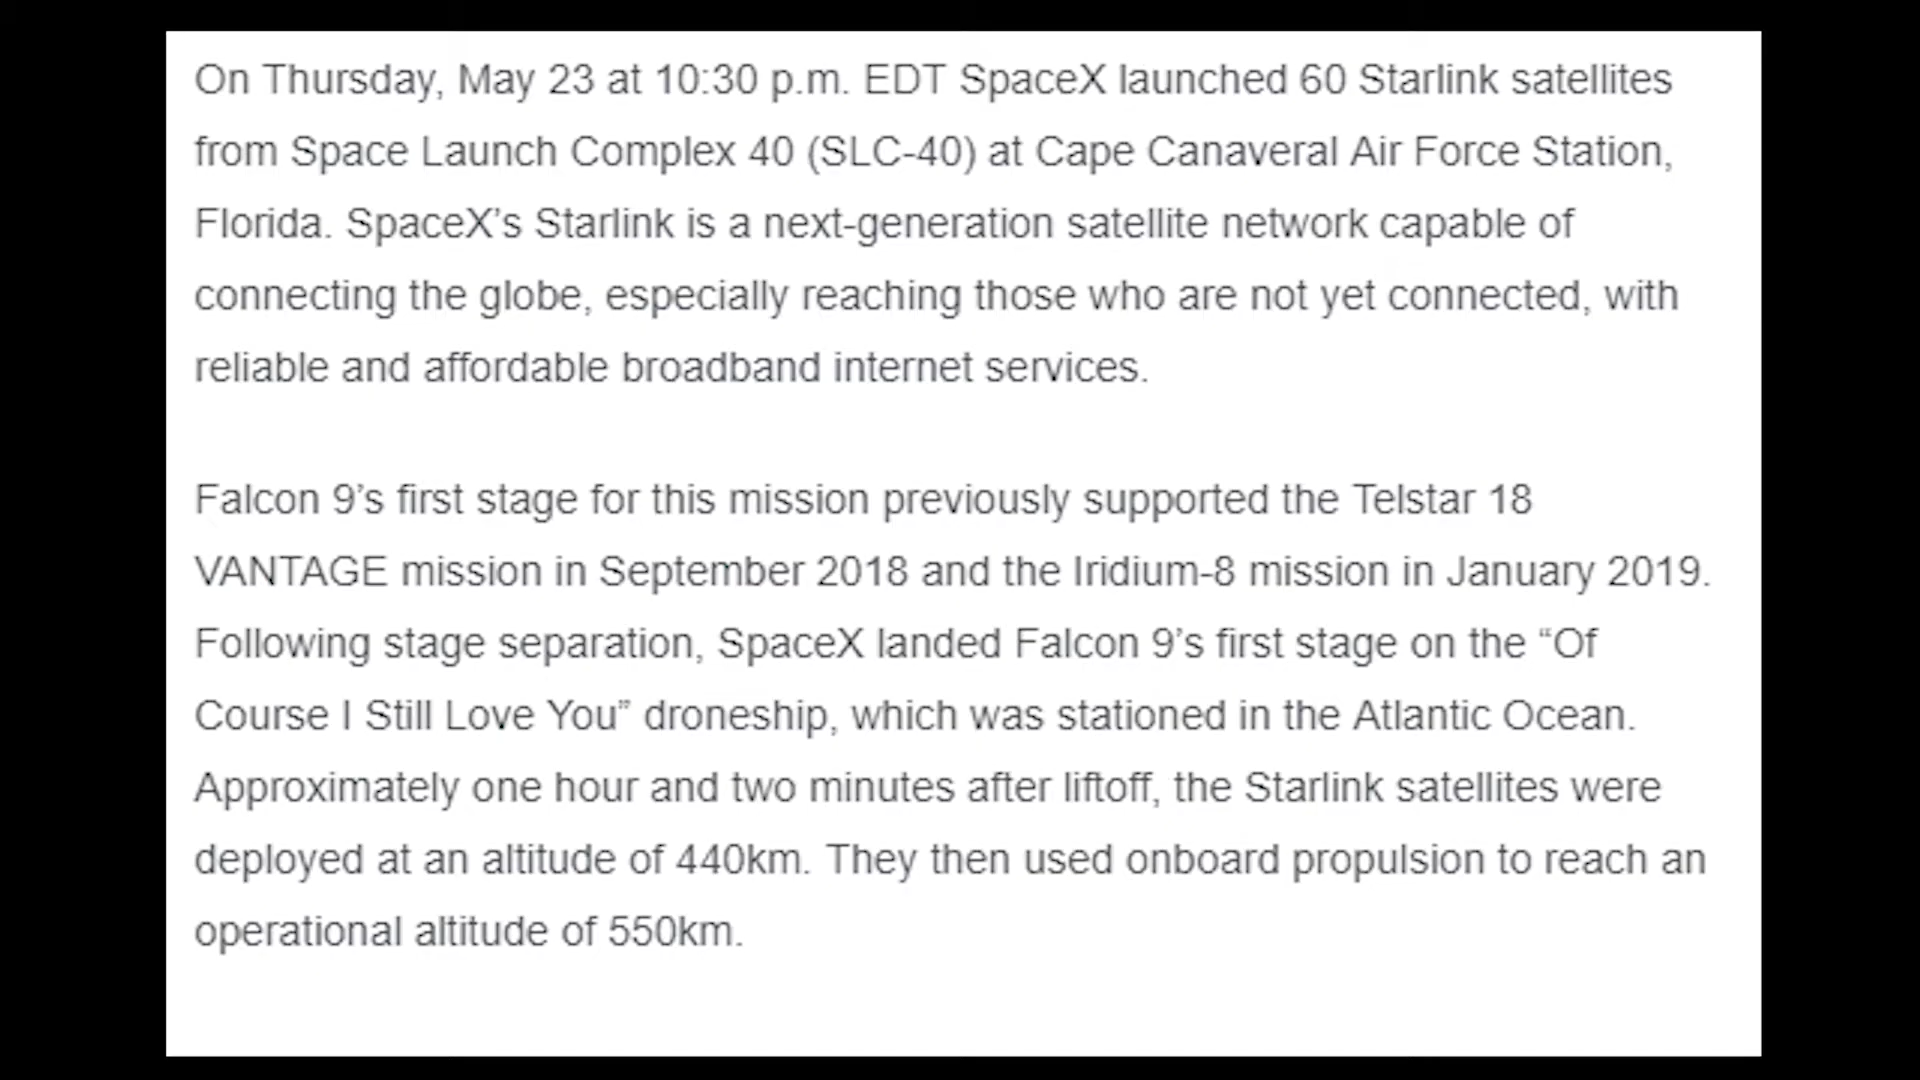 On Thursday, May 23 at 10:30 p.m. EDT SpaceX launched 60 Starlink satellites
from Space Launch Complex 40 (SLC-40) at Cape Canaveral Air Force Station,
Florida. SpaceX’s Starlink is a next-generation satellite network capable of
connecting the globe, especially reaching those who are not yet connected, with
reliable and affordable broadband internet services.
Falcon 9’s first stage for this mission previously supported the Telstar 18
VANTAGE mission in September 2018 and the Iridium-8 mission in January 2019.
Following stage separation, SpaceX landed Falcon 9’s first stage on the “Of
Course I Still Love You” droneship, which was stationed in the Atlantic Ocean.
Approximately one hour and two minutes after liftoff, the Starlink satellites were
deployed at an altitude of 440km. They then used onboard propulsion to reach an
operational altitude of 550km.